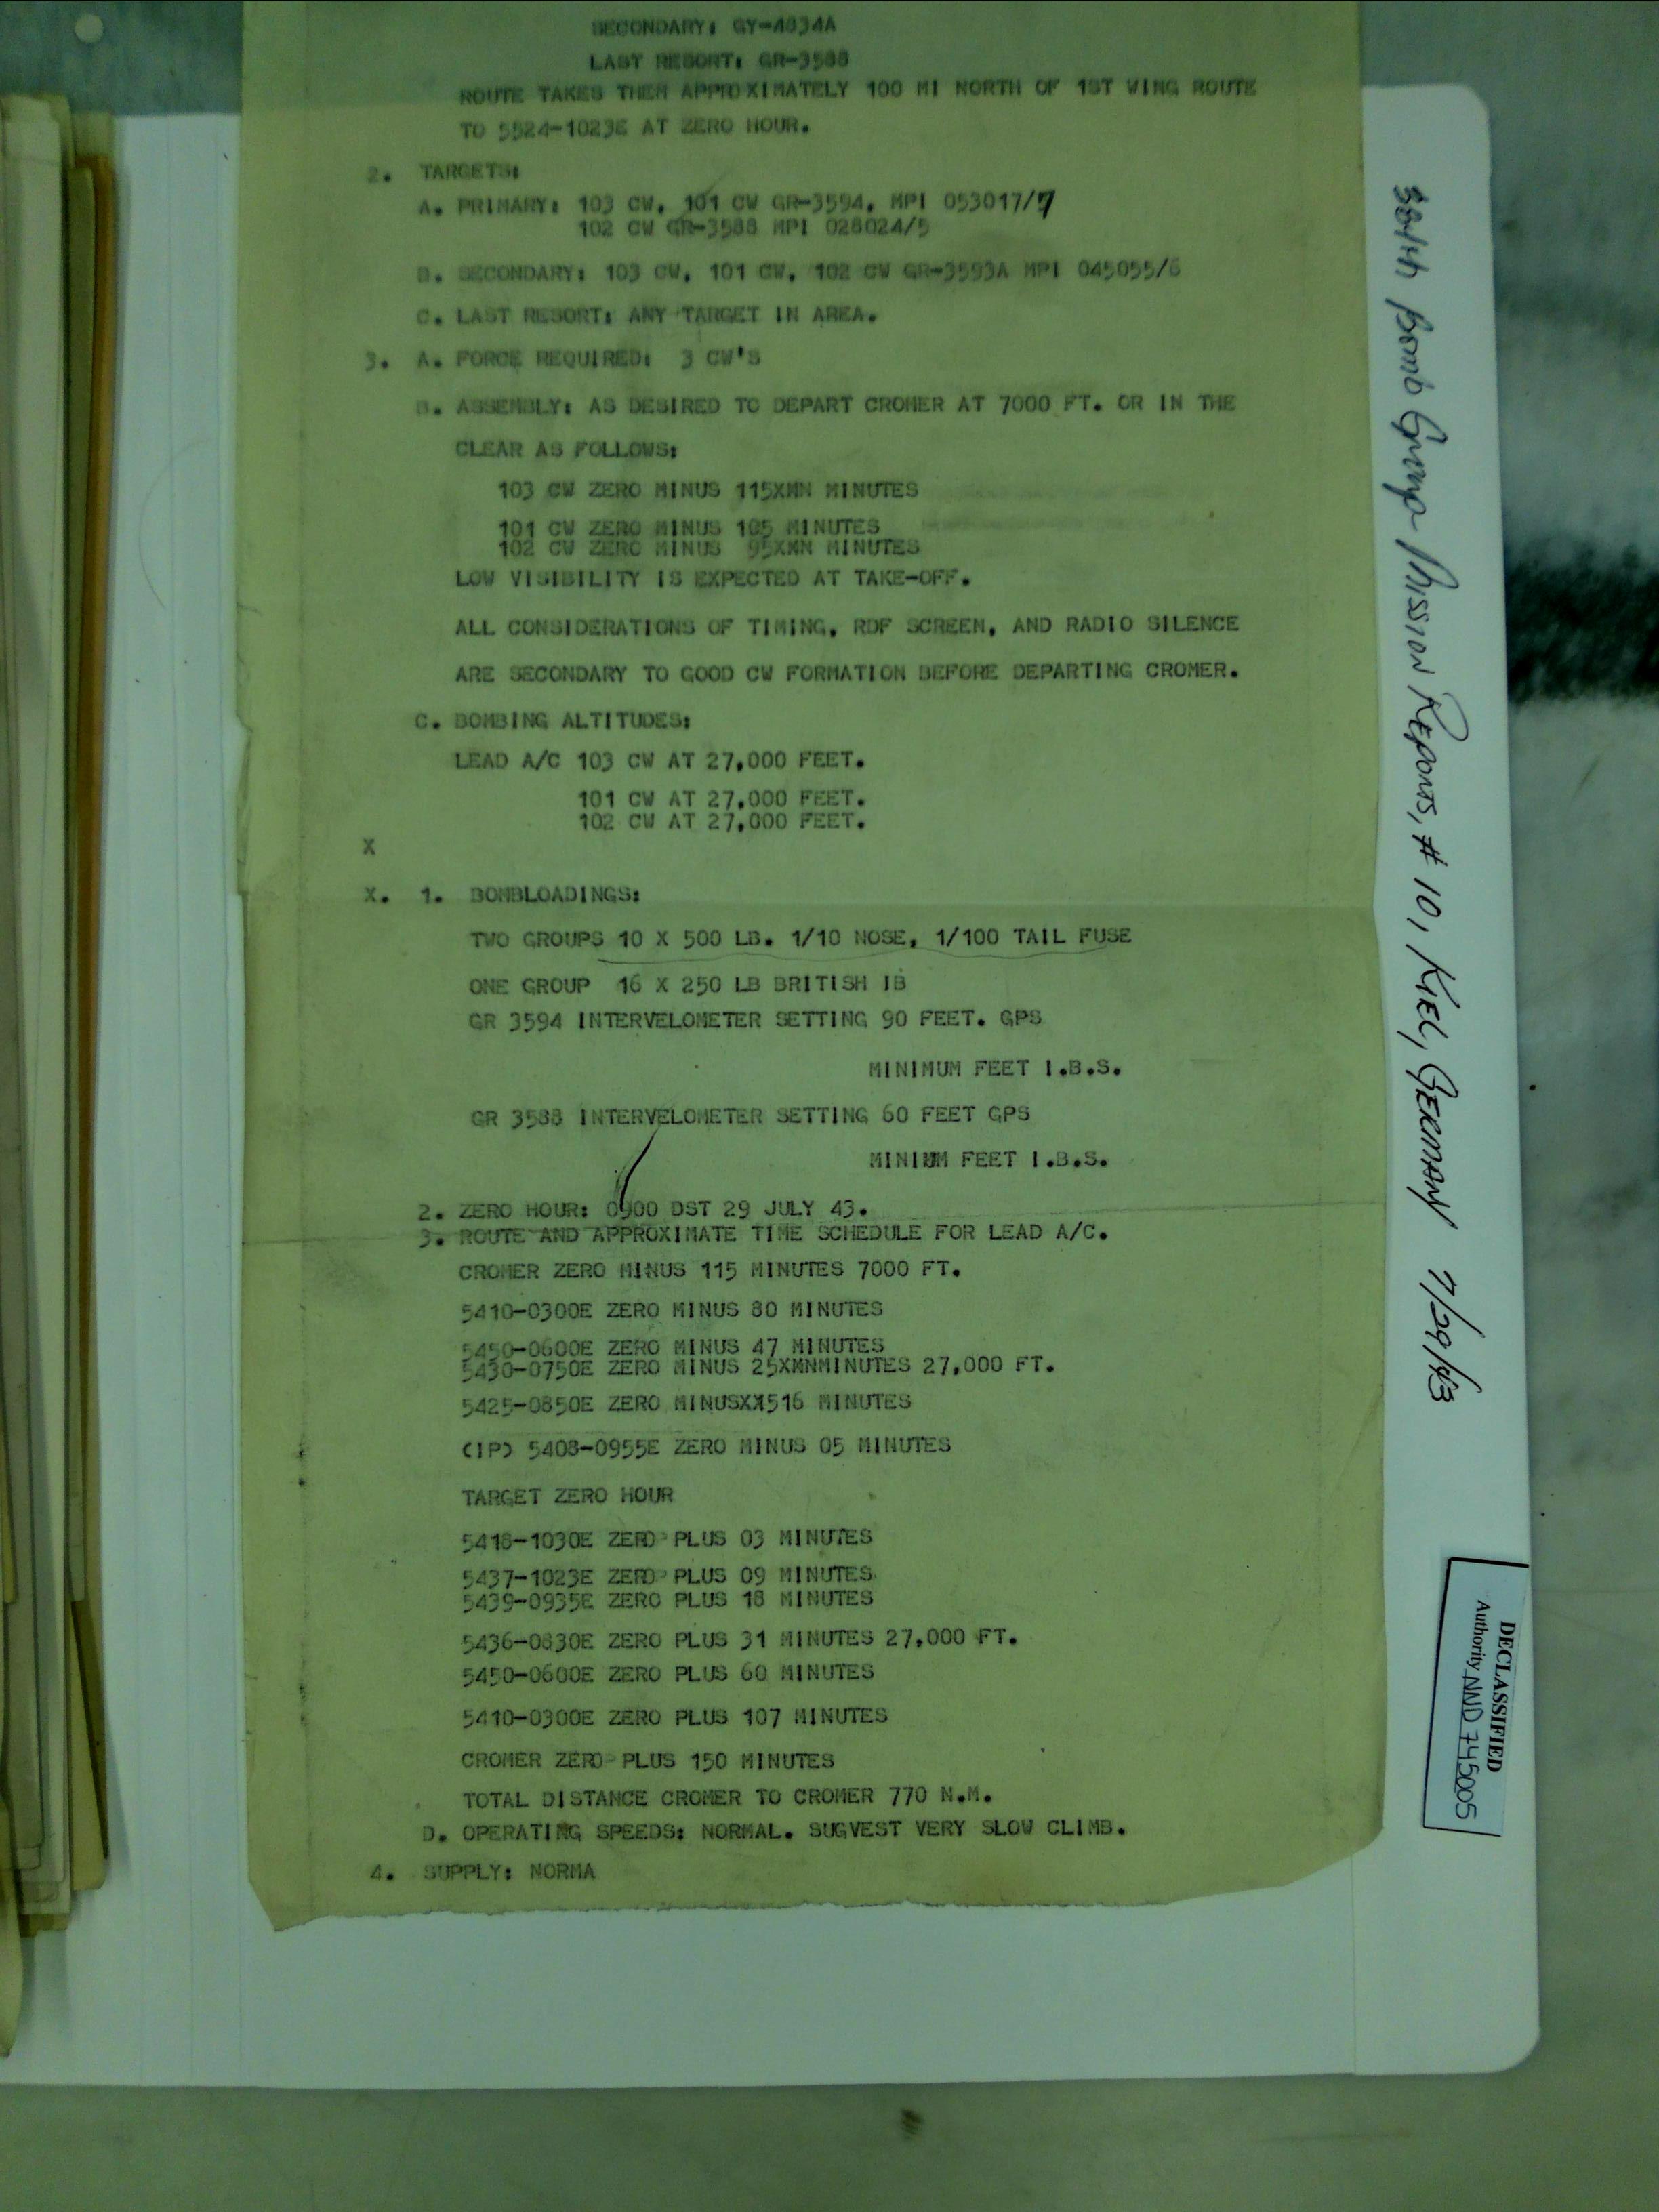 SECONDARY: GY-4834A
LAST RESORT: GR-3588
ROUTE TAKES THEM APPROXIMATELY 100 MI NORTH OF 1ST WING ROUTE
TO 5524-1023E AT ZERO HOUR.
2. TARGETS:
A. PRIMARY: 103 CW, 101 CW GR-3594, MPI 053017/7
102 CW GR-3588 MPI 028024/5
B. SECONDARY: 103 CW, 101 CW, 102 CW GR-3593A MPI 045055/6
C. LAST RESORT: ANY TARGET IN AREA.
3. A. FORCE REQUIRED: 3 CW'S
B. ASSEMBLY: AS DESIRED TO DEPART CROMER AT 7000 FT. OR IN THE
CLEAR AS FOLLOWS:
103 CW ZERO MINUS 115XMN MINUTES
101 CW ZERO MINUS 105 MINUTES
102 CW ZERO MINUS 95XMN MINUTES
LOW VISIBILITY IS EXPECTED AT TAKE-OFF.
ALL CONSIDERATIONS OF TIMING, RDF SCREEN, AND RADIO SILENCE
ARE SECONDARY TO GOOD CW FORMATION BEFORE DEPARTING CROMER.
C. BOMBING ALTITUDES:
LEAD A/C 103 CW AT 27,000 FEET.
101 CW AT 27,000 FEET.
102 CW AT 27,000 FEET.
X
X. 1. BOMBLOADINGS:
TWO GROUPS 10 X 500 LB. 1/10 NOSE, 1/100 TAIL FUSE
ONE GROUP 16 X 250 LB BRITISH IB
GR 3594 INTERVELOMETER SETTING 90 FEET. GPS
MINIMUM FEET I.B.S.
GR 3588 INTERVELOMETER SETTING 60 FEET GPS
MINIUM FEET I.B.S.
2. ZERO HOUR: 0900 DST 29 JULY 43.
3. ROUTE AND APPROXIMATE TIME SCHEDULE FOR LEAD A/C.
CROMER ZERO MINUS 115 MINUTES 7000 FT.
5410-0300E ZERO MINUS 80 MINUTES
5450-0600E ZERO MINUS 47 MINUTES
5430-0750E ZERO MINUS 25XMNMINUTES 27,000 FT.
5425-0850E ZERO MINUSXX516 MINUTES
(IP) 5408-0955E ZERO MINUS 05 MINUTES
TARGET ZERO HOUR
5418-1030E ZERO PLUS 03 MINUTES
5437-1023E ZERO PLUS 09 MINUTES
5439-0935E ZERO PLUS 18 MINUTES
5436-0830E ZERO PLUS 31 MINUTES 27,000 FT.
5450-0600E ZERO PLUS 60 MINUTES
5410-0300E ZERO PLUS 107 MINUTES
CROMER ZERO PLUS 150 MINUTES
TOTAL DISTANCE CROMER TO CROMER 770 N.M.
D. OPERATING SPEEDS: NORMAL. SUGVEST VERY SLOW CLIMB.
4. SUPPLY: NORMA
Bomb Group Mission Reports, # 10, Kiel, Germany 7/29/43
DECLASSIFIED
Authority NND 745005